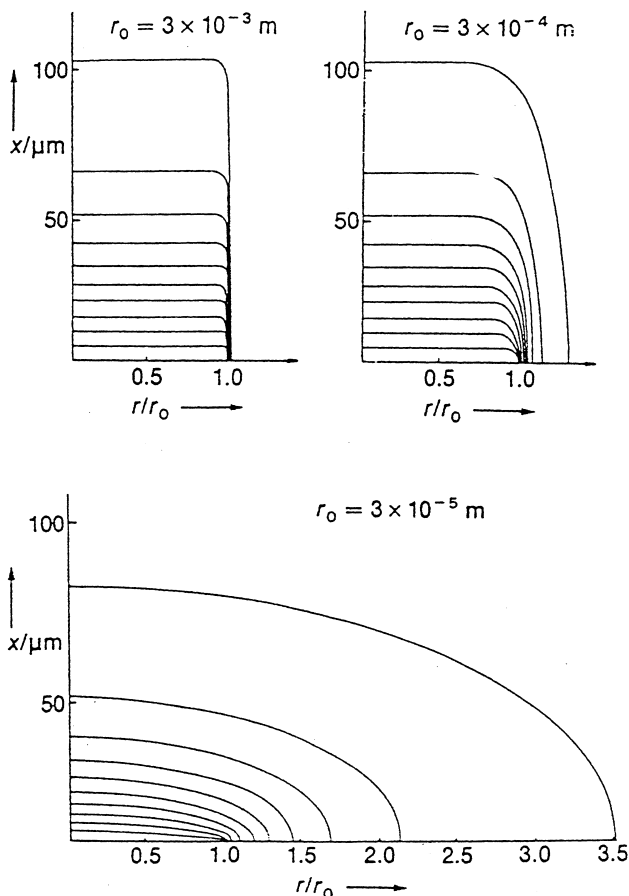 r₀ = 3 × 10⁻³ m
100
x/μm
50
0.5 1.0
r/r₀
r₀ = 3 × 10⁻⁴ m
100
50
0.5 1.0
r/r₀
r₀ = 3 × 10⁻⁵ m
100
x/μm
50
0.5 1.0 1.5 2.0 2.5 3.0 3.5
r/r₀